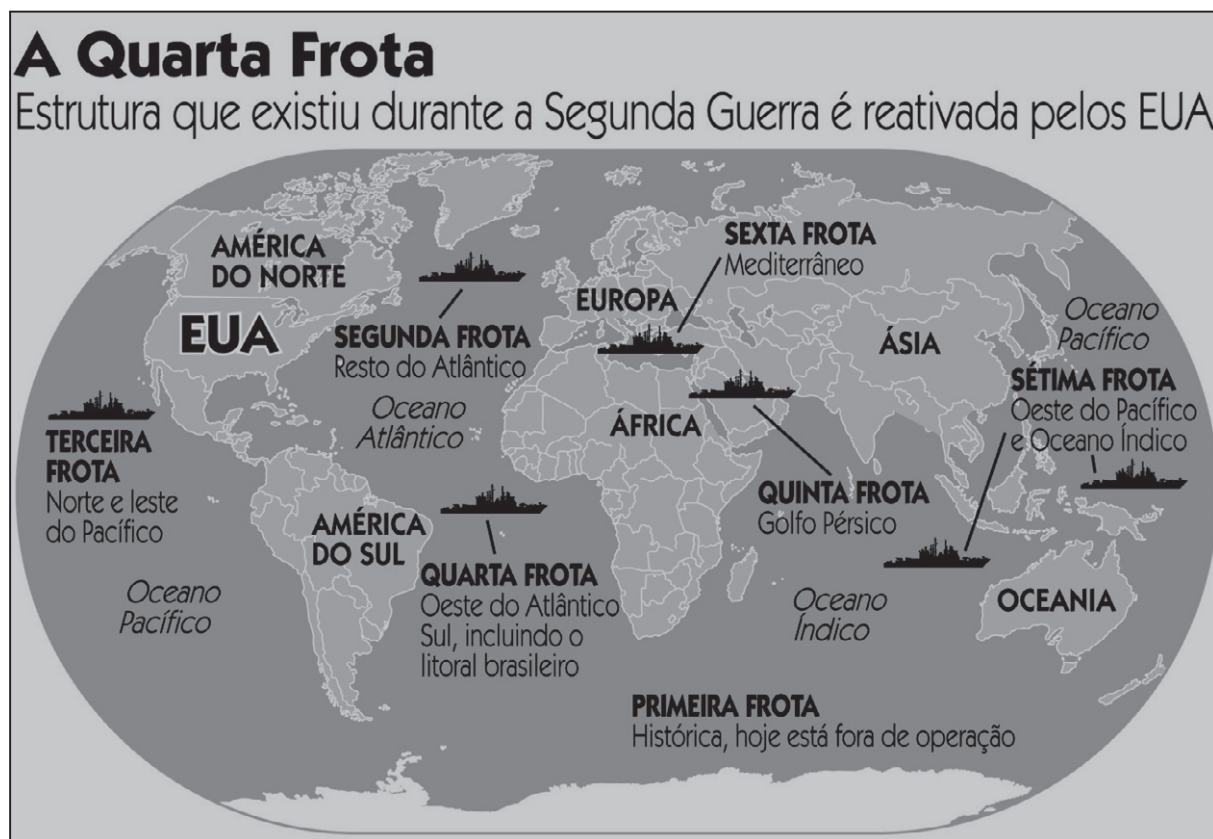 A Quarta Frota
Estrutura que existiu durante a Segunda Guerra é reativada pelos EUA
AMÉRICA
DO NORTE
EUA
SEGUNDA FROTA
Resto do Atlântico
Oceano
Atlântico
SEXTA FROTA
Mediterrâneo
EUROPA
ÁSIA
Oceano
Pacífico
SÉTIMA FROTA
Oeste do Pacífico
e Oceano Índico
TERCEIRA
FROTA
Norte e leste
do Pacífico
ÁFRICA
QUINTA FROTA
Golfo Pérsico
AMÉRICA
DO SUL
QUARTA FROTA
Oeste do Atlântico
Sul, incluindo o
litoral brasileiro
Oceano
Pacífico
Oceano
Índico
OCEANIA
PRIMEIRA FROTA
Histórica, hoje está fora de operação